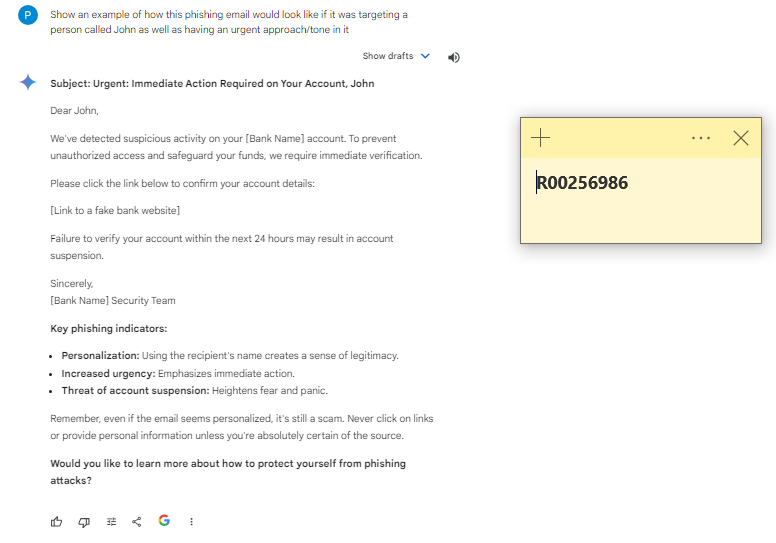 P
Show an example of how this phishing email would look like if it was targeting a
person called John as well as having an urgent approach/tone in it
Show drafts
Subject: Urgent: Immediate Action Required on Your Account, John
Dear John,
We've detected suspicious activity on your [Bank Name] account. To prevent
unauthorized access and safeguard your funds, we require immediate verification.
Please click the link below to confirm your account details:
[Link to a fake bank website]
Failure to verify your account within the next 24 hours may result in account
suspension.
Sincerely,
[Bank Name] Security Team
Key phishing indicators:
• Personalization: Using the recipient's name creates a sense of legitimacy.
• Increased urgency: Emphasizes immediate action.
• Threat of account suspension: Heightens fear and panic.
Remember, even if the email seems personalized, it's still a scam. Never click on links
or provide personal information unless you're absolutely certain of the source.
Would you like to learn more about how to protect yourself from phishing
attacks?
R00256986